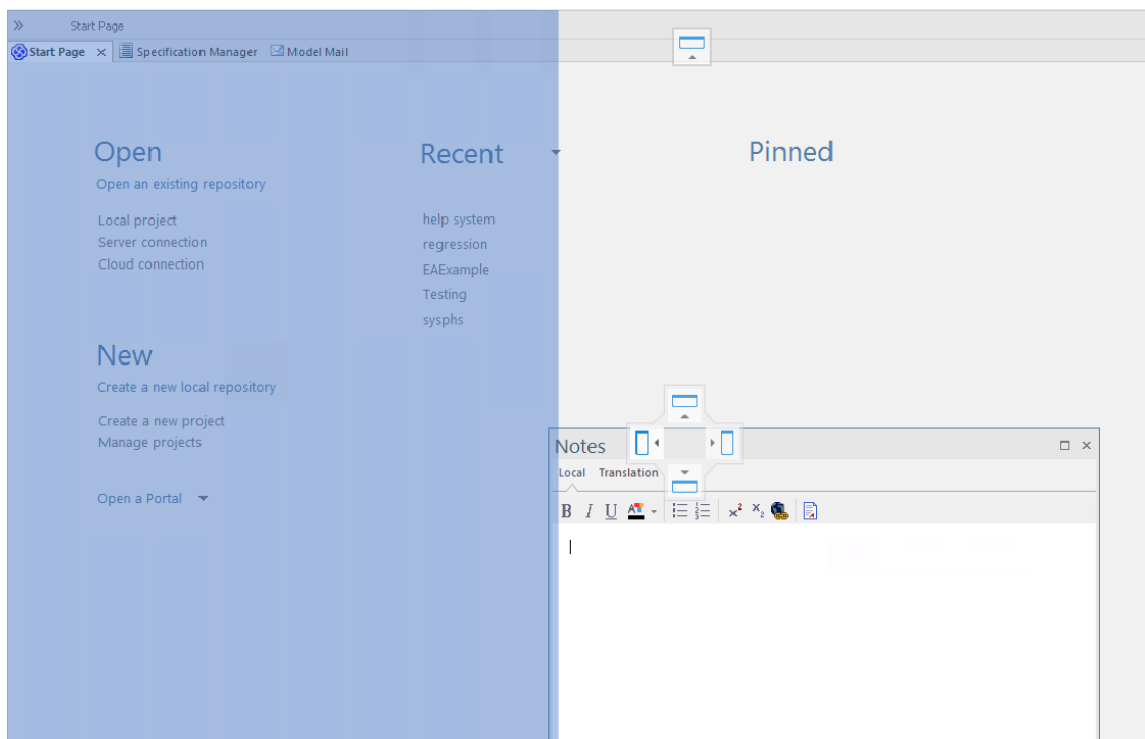 Start Page
Start Page Specification Manager Model Mail
Open
Open an existing repository
Local project
Server connection
Cloud connection
New
Create a new local repository
Create a new project
Manage projects
Open a Portal
Recent
help system
regression
EAExample
Testing
sysphs
Pinned
Notes
Local Translation
B I U A x² x₂